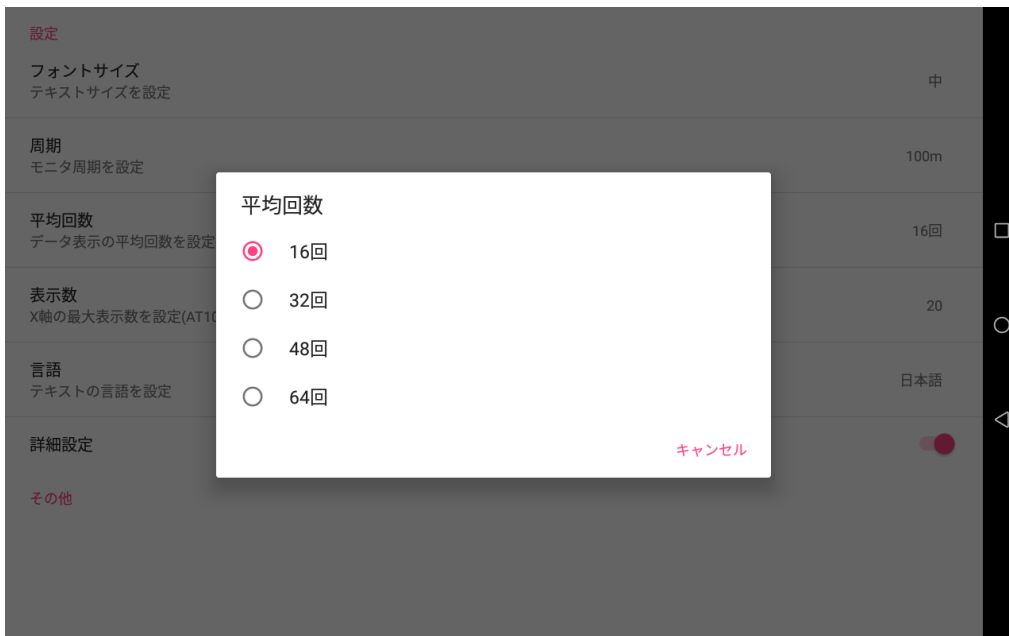 設定
フォントサイズ
テキストサイズを設定
中
周期
モニタ周期を設定
100m
平均回数
データ表示の平均回数を設定
16回
表示数
X軸の最大表示数を設定(AT10
20
言語
テキストの言語を設定
日本語
詳細設定
その他
平均回数
16回
32回
48回
64回
キャンセル